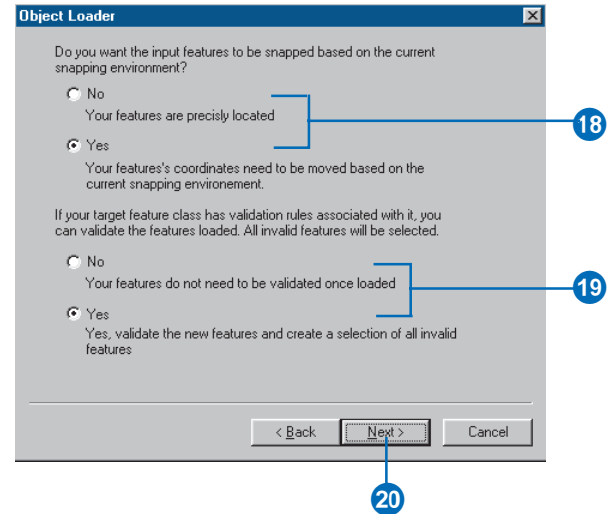 Object Loader
Do you want the input features to be snapped based on the current
snapping environment?
No
Your features are precisly located
18
Yes
Your features's coordinates need to be moved based on the
current snapping environement.
If your target feature class has validation rules associated with it, you
can validate the features loaded. All invalid features will be selected.
No
Your features do not need to be validated once loaded
19
Yes
Yes, validate the new features and create a selection of all invalid
features
< Back
Next >
Cancel
20